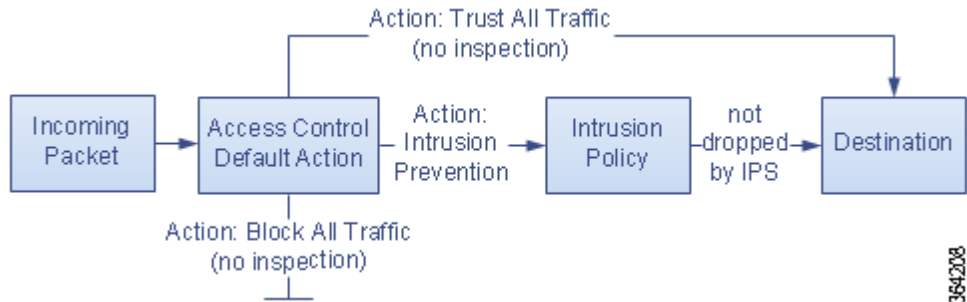 Action: Trust All Traffic
(no inspection)
Incoming
Packet
Access Control
Default Action
Action:
Intrusion
Prevention
Intrusion
Policy
not
dropped
by IPS
Destination
Action: Block All Traffic
(no inspection)
364208